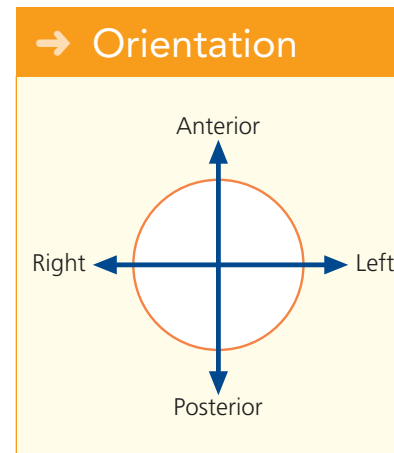 → Orientation
Anterior
Right
Left
Posterior